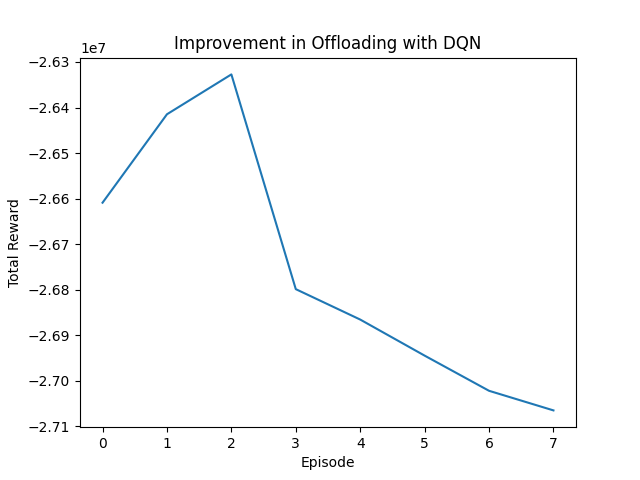 Improvement in Offloading with DQN
1e7
−2.63
−2.64
−2.65
−2.66
−2.67
−2.68
−2.69
−2.70
−2.71
Total Reward
0 1 2 3 4 5 6 7
Episode